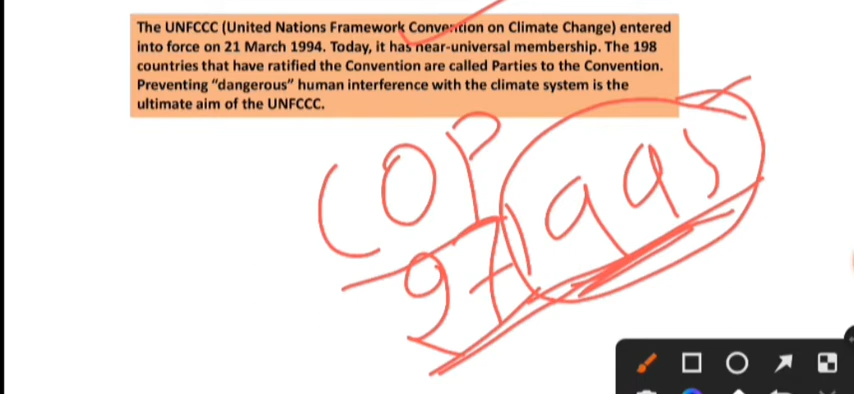 The UNFCCC (United Nations Framework Convention on Climate Change) entered
into force on 21 March 1994. Today, it has near-universal membership. The 198
countries that have ratified the Convention are called Parties to the Convention.
Preventing “dangerous” human interference with the climate system is the
ultimate aim of the UNFCCC.
COP
27 1995